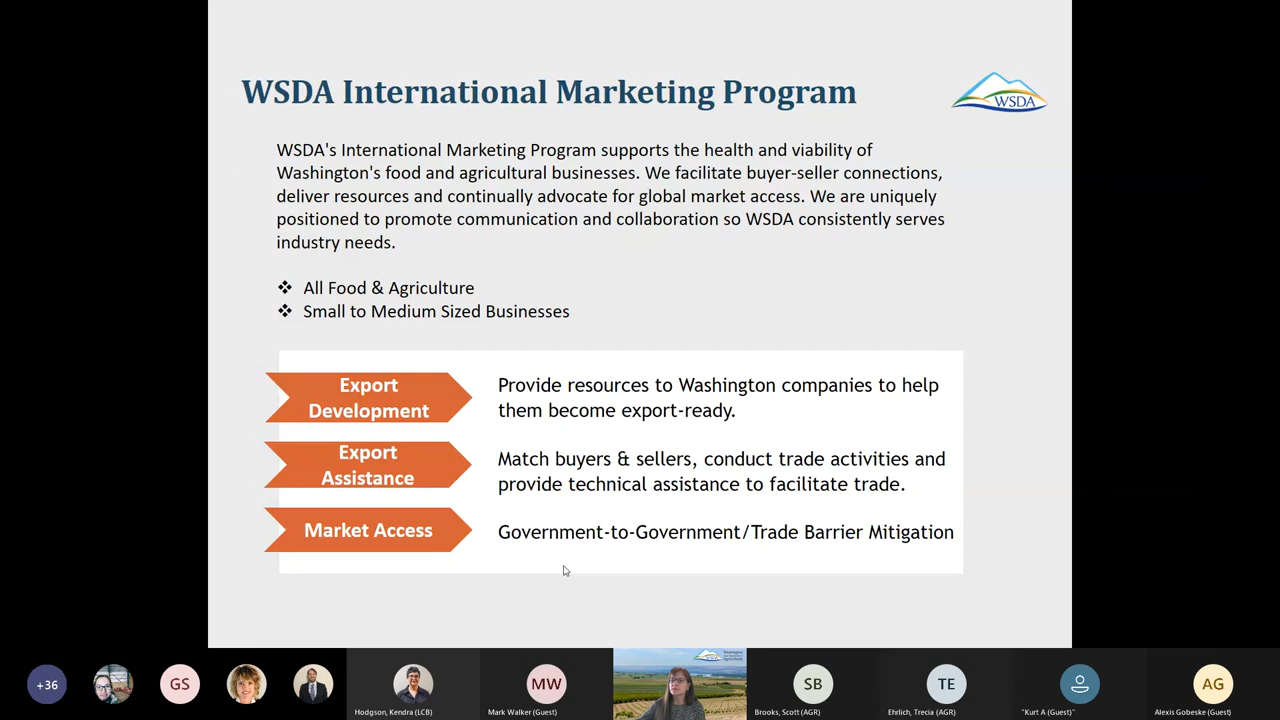 WSDA International Marketing Program
WSDA
WSDA's International Marketing Program supports the health and viability of
Washington's food and agricultural businesses. We facilitate buyer-seller connections,
deliver resources and continually advocate for global market access. We are uniquely
positioned to promote communication and collaboration so WSDA consistently serves
industry needs.
❖ All Food & Agriculture
❖ Small to Medium Sized Businesses
Export
Development
Provide resources to Washington companies to help
them become export-ready.
Export
Assistance
Match buyers & sellers, conduct trade activities and
provide technical assistance to facilitate trade.
Market Access
Government-to-Government/Trade Barrier Mitigation
+36
GS
Hodgson, Kendra (LCB)
MW
Mark Walker (Guest)
WSDA
SB
Brooks, Scott (AGR)
TE
Ehrlich, Trecia (AGR)
"Kurt A (Guest)"
AG
Alexis Gobeske (Guest)